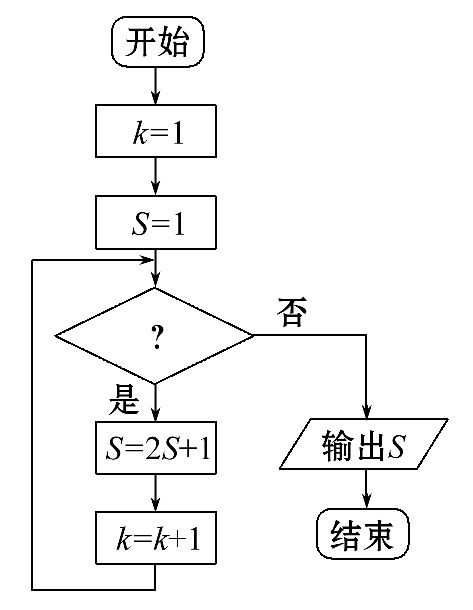 开始
k=1
S=1
?
否
是
S=2S+1
输出S
k=k+1
结束